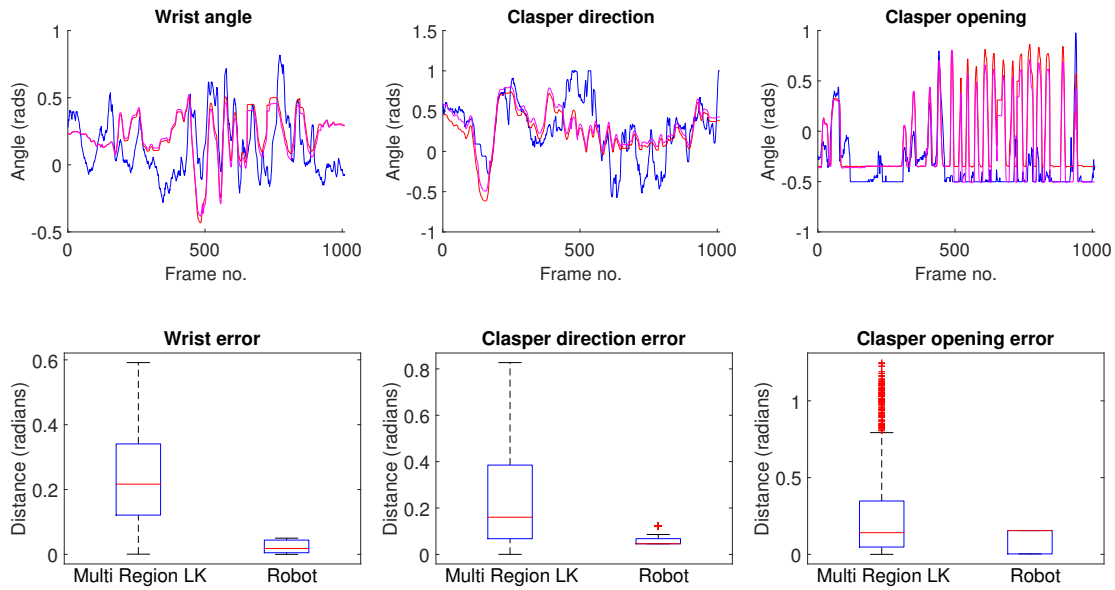 Wrist angle
Angle (rads)
1
0.5
0
-0.5
0
500
1000
Frame no.
Clasper direction
Angle (rads)
1.5
1
0.5
0
-0.5
-1
0
500
1000
Frame no.
Clasper opening
Angle (rads)
1
0.5
0
-0.5
-1
0
500
1000
Frame no.
Wrist error
Distance (radians)
0.6
0.4
0.2
0
Multi Region LK
Robot
Clasper direction error
Distance (radians)
0.8
0.6
0.4
0.2
0
Multi Region LK
Robot
Clasper opening error
Distance (radians)
1
0.5
0
Multi Region LK
Robot